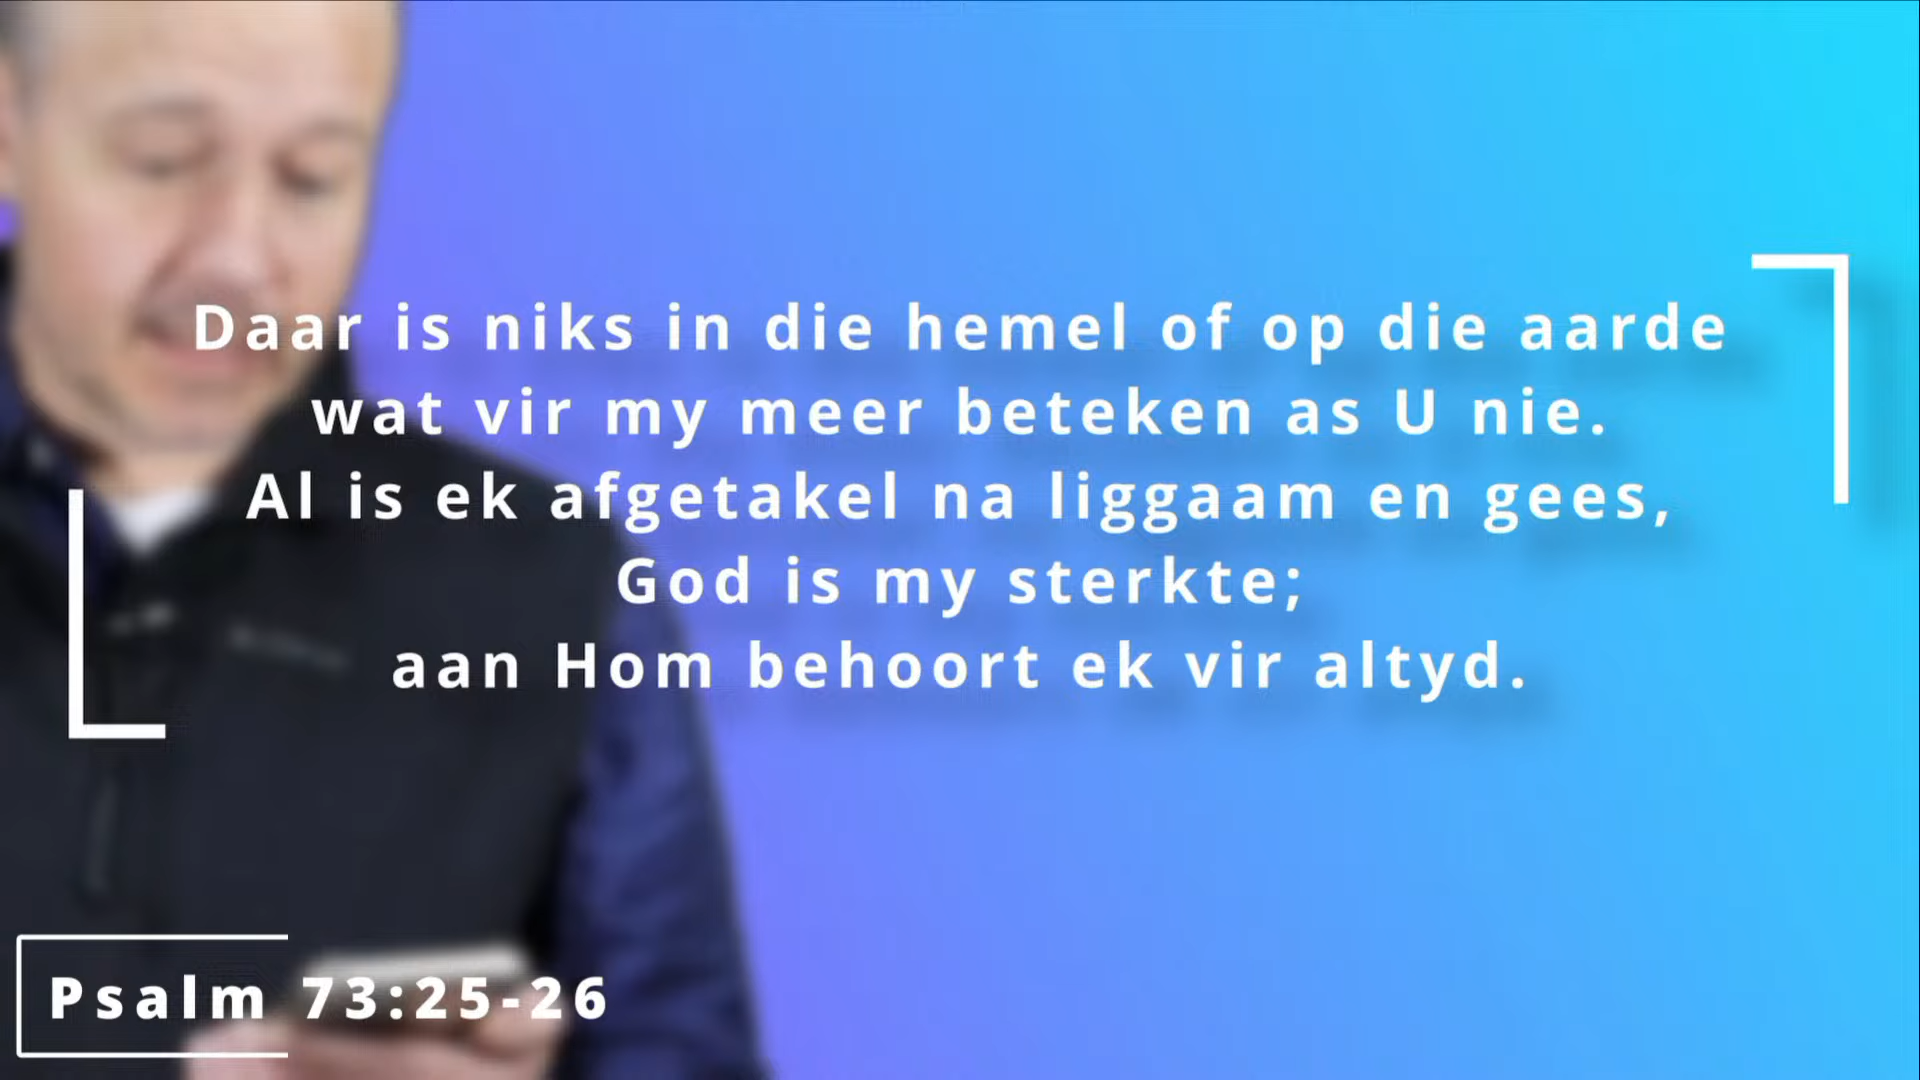 Daar is niks in die hemel of op die aarde
wat vir my meer beteken as U nie.
Al is ek afgetakel na liggaam en gees,
God is my sterkte;
aan Hom behoort ek vir altyd.
Psalm 73:25-26